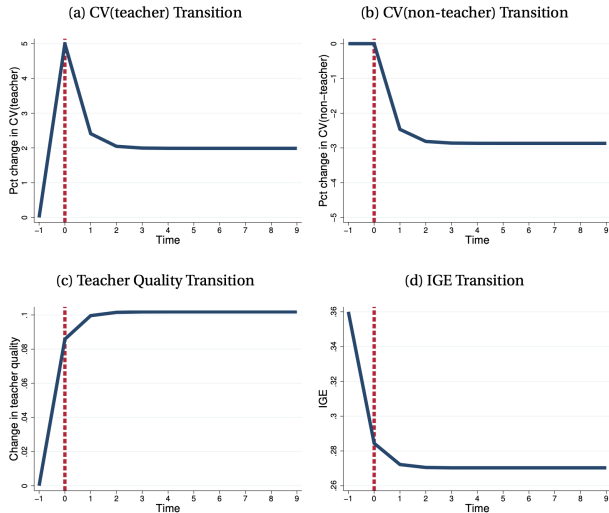 (a) CV(teacher) Transition
Pct change in CV(teacher)
5
4
3
2
1
0
−1 0 1 2 3 4 5 6 7 8 9
Time
(b) CV(non-teacher) Transition
Pct change in CV(non−teacher)
0
−1
−2
−3
−4
−5
−1 0 1 2 3 4 5 6 7 8 9
Time
(c) Teacher Quality Transition
Change in teacher quality
.1
.08
.06
.04
.02
0
−1 0 1 2 3 4 5 6 7 8 9
Time
(d) IGE Transition
IGE
.36
.34
.32
.3
.28
.26
−1 0 1 2 3 4 5 6 7 8 9
Time